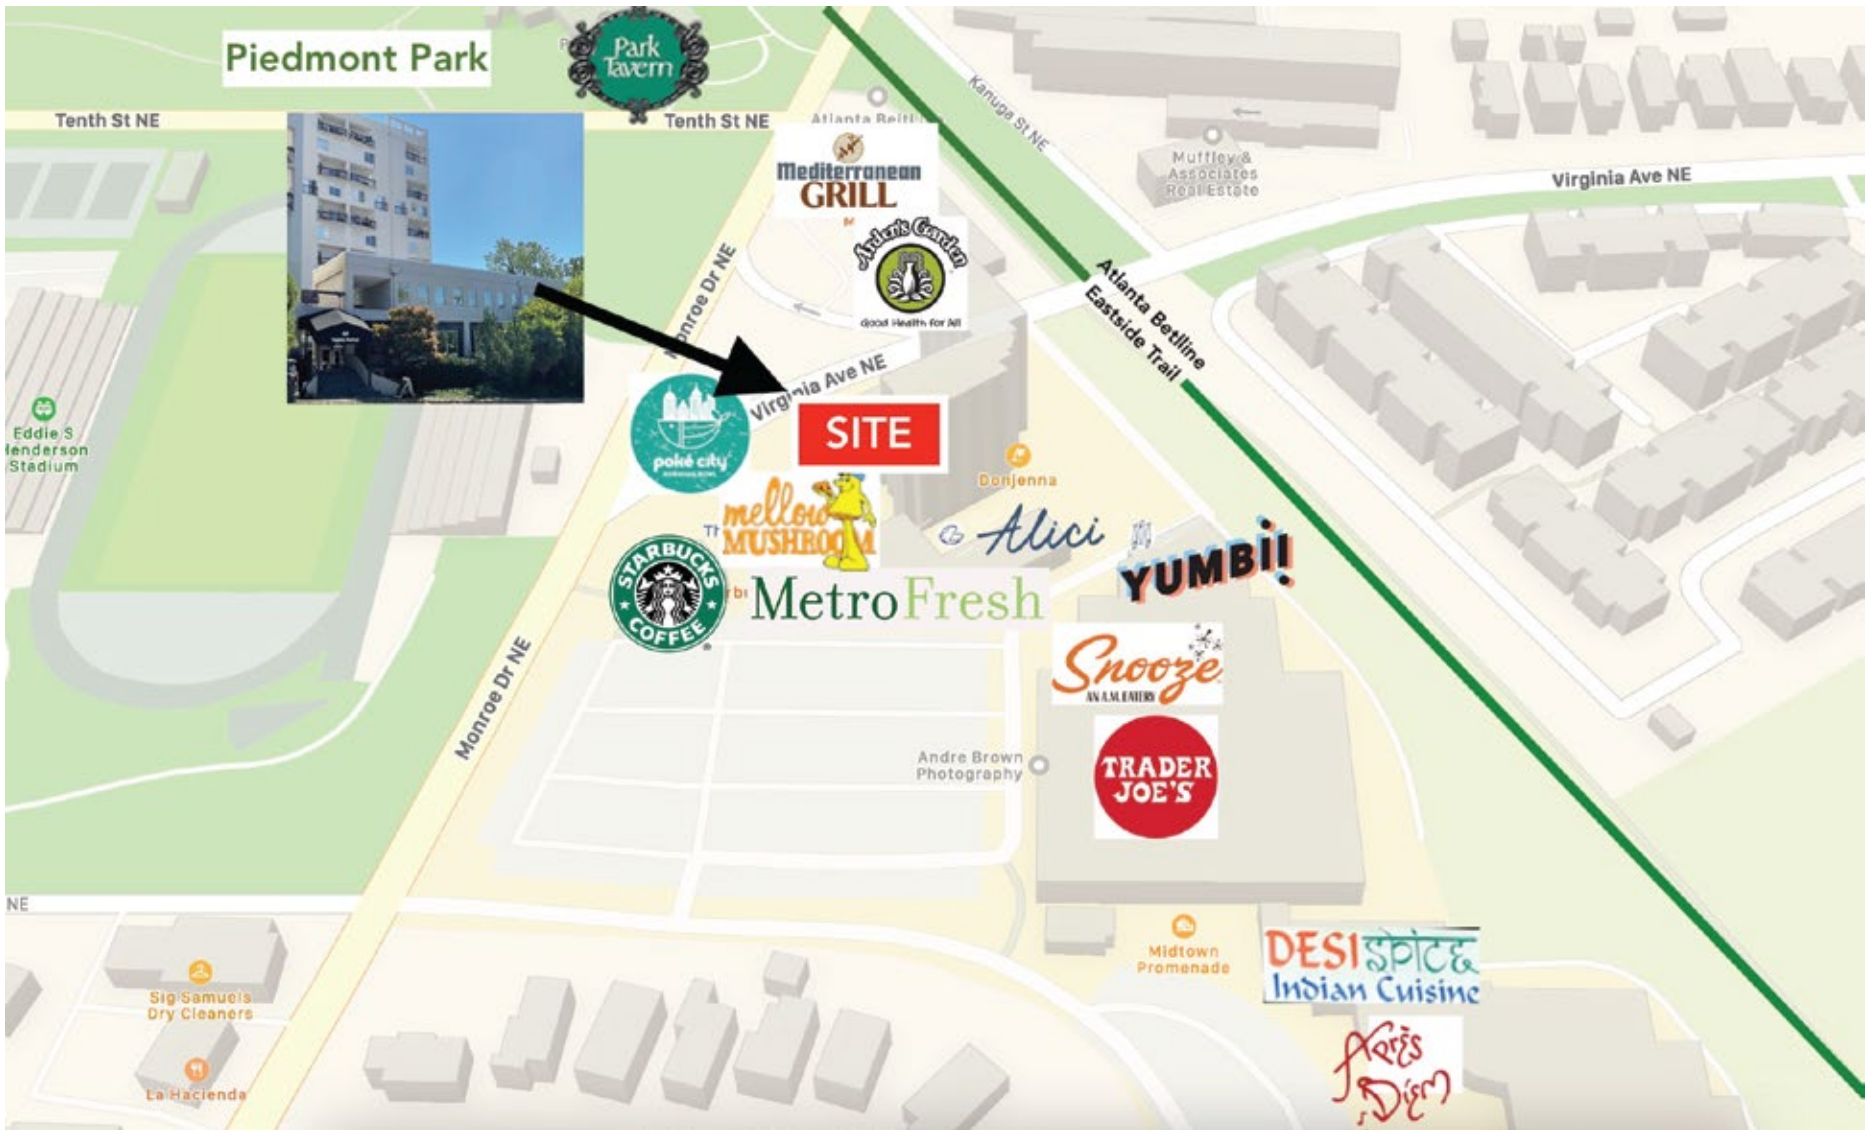 Piedmont Park
Park
Tavern
Tenth St NE
Tenth St NE
Kanuga St NE
Mediterranean
GRILL
Muffley &
Associates
Real Estate
Virginia Ave NE
Arden's Garden
Good Health for All
Monroe Dr NE
Atlanta Betlline
Eastside Trail
Virginia Ave NE
SITE
poké city
Eddie S
Henderson
Stadium
Donjenna
mellow
MUSHROOM
Alici
YUMBII
STARBUCKS
COFFEE
MetroFresh
Snooze
AN A.M. EATERY
Monroe Dr NE
Andre Brown
Photography
TRADER
JOE'S
NE
Midtown
Promenade
DESI SPICE
Indian Cuisine
Sig Samuels
Dry Cleaners
La Hacienda
Après
Diem